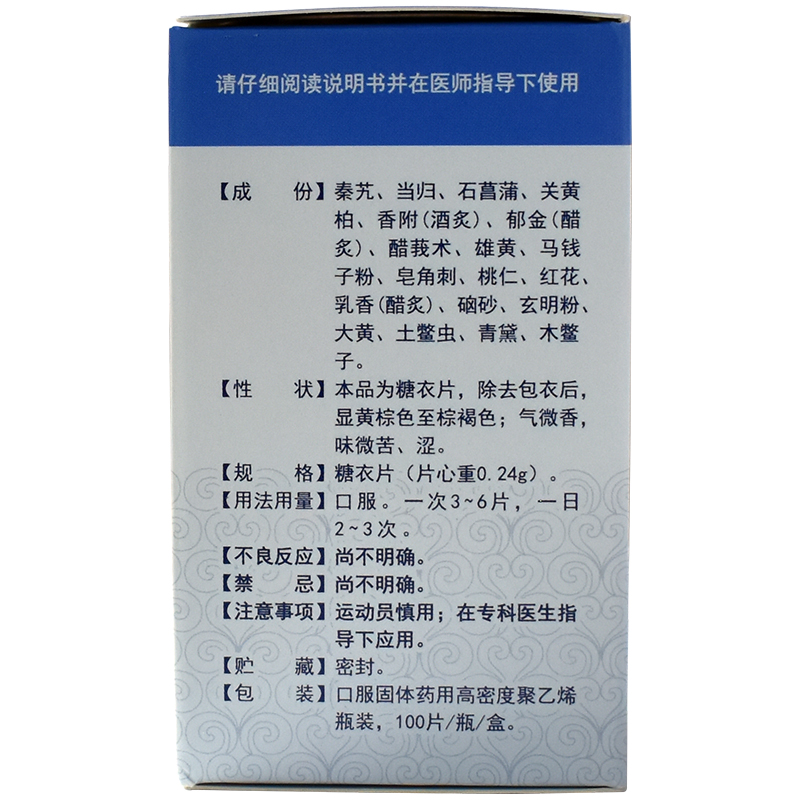 请仔细阅读说明书并在医师指导下使用
【成 份】秦艽、当归、石菖蒲、关黄
柏、香附(酒炙)、郁金(醋
炙)、醋莪术、雄黄、马钱
子粉、皂角刺、桃仁、红花、
乳香(醋炙)、硇砂、玄明粉、
大黄、土鳖虫、青黛、木鳖
子。
【性 状】本品为糖衣片，除去包衣后，
显黄棕色至棕褐色；气微香，
味微苦、涩。
【规 格】糖衣片（片心重0.24g）。
【用法用量】口服。一次3~6片，一日
2~3次。
【不良反应】尚不明确。
【禁 忌】尚不明确。
【注意事项】运动员慎用；在专科医生指
导下应用。
【贮 藏】密封。
【包 装】口服固体药用高密度聚乙烯
瓶装，100片/瓶/盒。